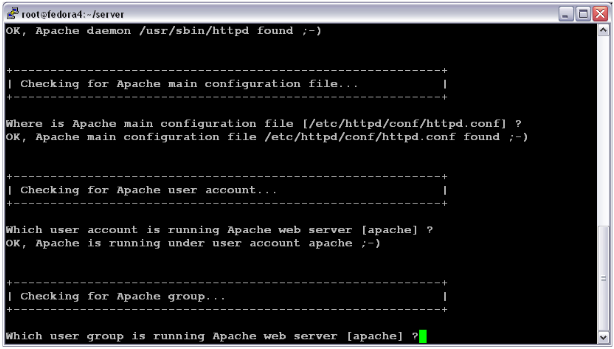 root@fedora4:~/server
OK, Apache daemon /usr/sbin/httpd found ;-)
+----------------------------------------------------------+
| Checking for Apache main configuration file...           |
+----------------------------------------------------------+
Where is Apache main configuration file [/etc/httpd/conf/httpd.conf] ?
OK, Apache main configuration file /etc/httpd/conf/httpd.conf found ;-)
+----------------------------------------------------------+
| Checking for Apache user account...                      |
+----------------------------------------------------------+
Which user account is running Apache web server [apache] ?
OK, Apache is running under user account apache ;-)
+----------------------------------------------------------+
| Checking for Apache group...                             |
+----------------------------------------------------------+
Which user group is running Apache web server [apache] ?